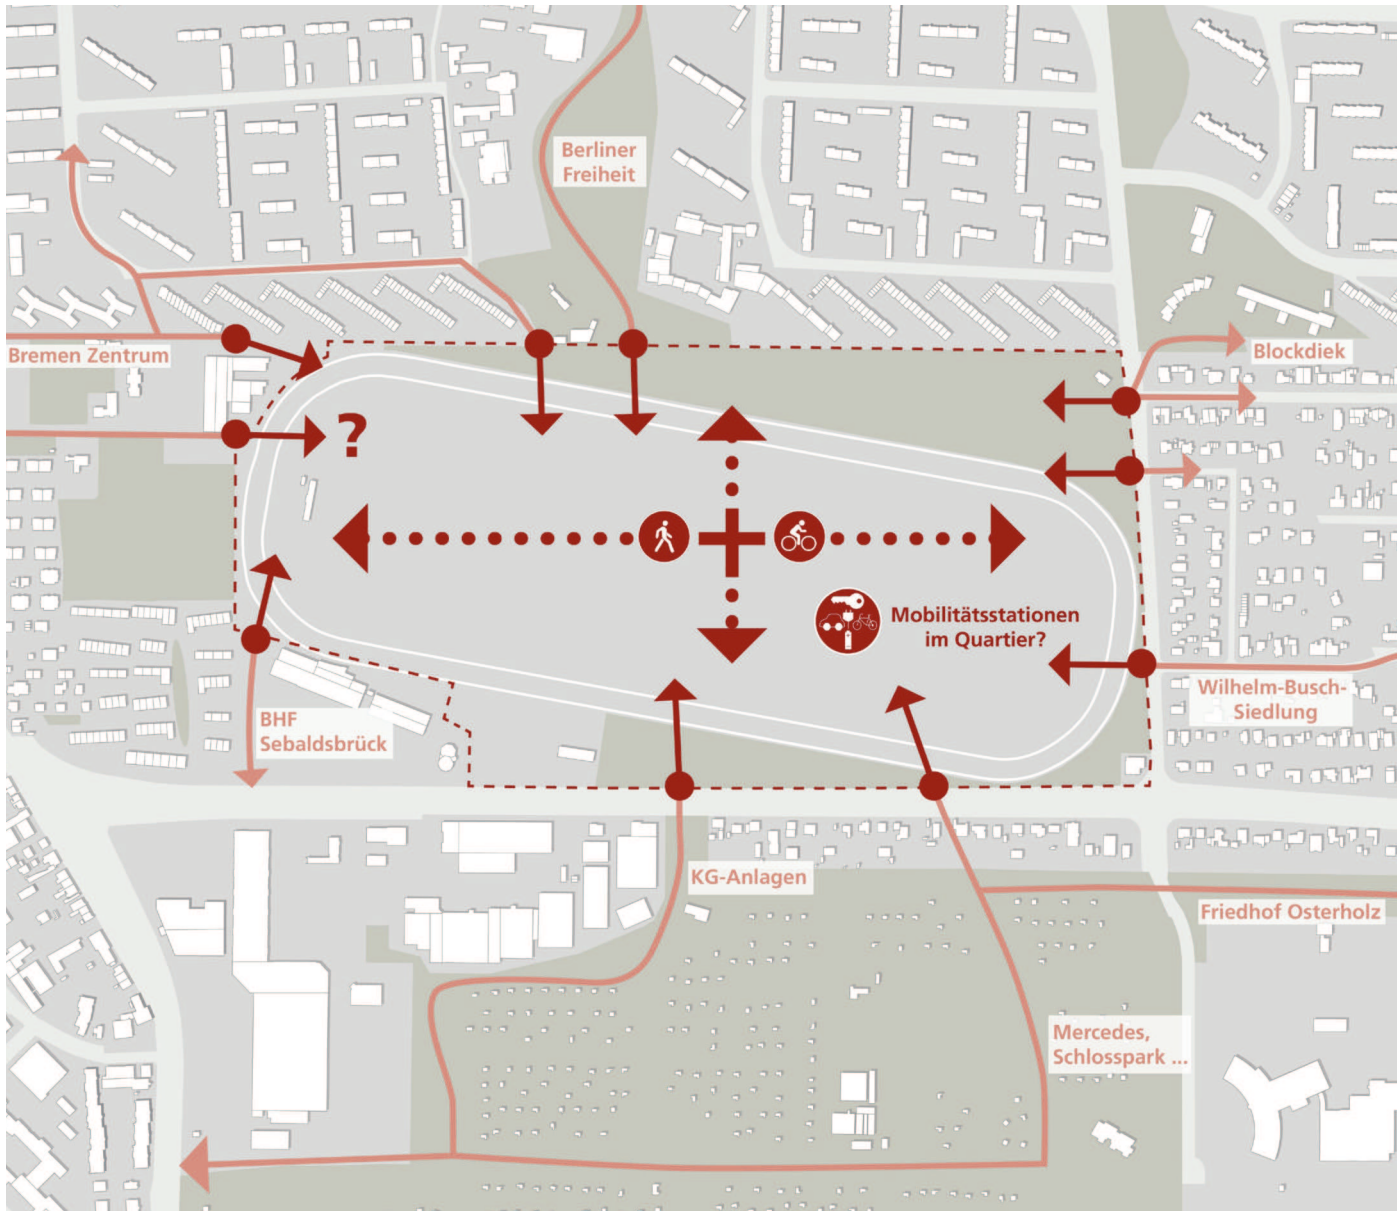 Berliner
Freiheit
Bremen Zentrum
Blockdiek
?
Mobilitätsstationen
im Quartier?
Wilhelm-Busch-
Siedlung
BHF
Sebaldsbrück
KG-Anlagen
Friedhof Osterholz
Mercedes,
Schlosspark ...